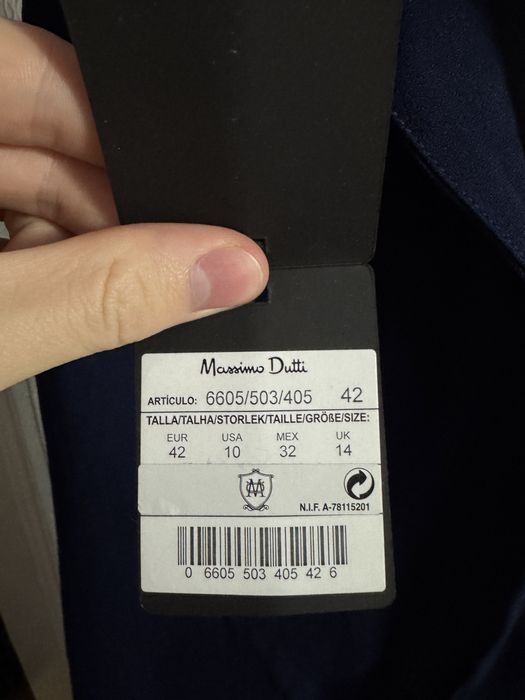 Massimo Dutti
ARTÍCULO: 6605/503/405 42
TALLA/TALHA/STORLEK/TAILLE/GRÖßE/SIZE:
EUR USA MEX UK
42 10 32 14
N.I.F. A-78115201
0 6605 503 405 42 6